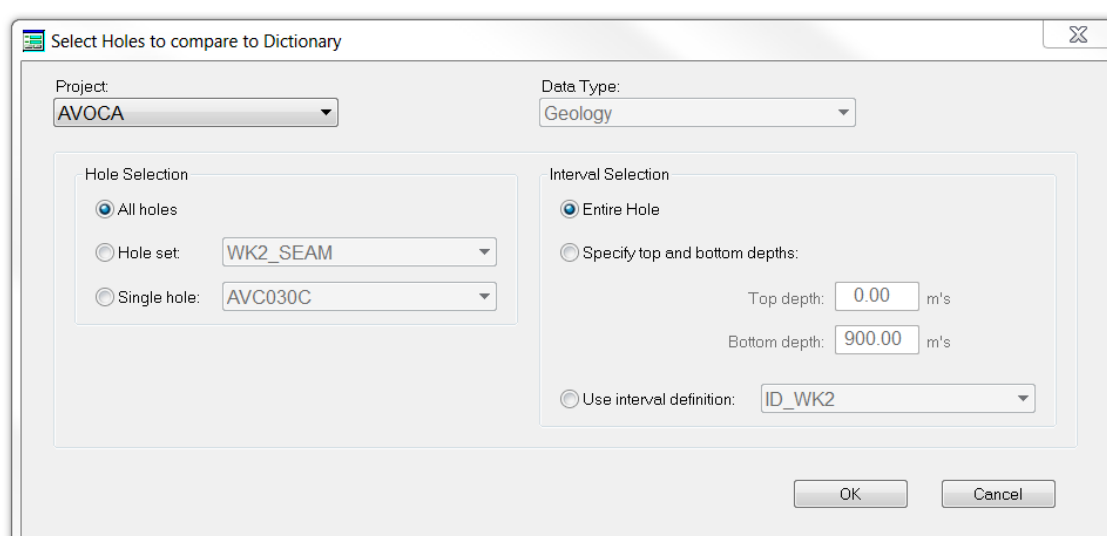 Select Holes to compare to Dictionary
Project:
AVOCA
Data Type:
Geology
Hole Selection
All holes
Hole set: WK2_SEAM
Single hole: AVC030C
Interval Selection
Entire Hole
Specify top and bottom depths:
Top depth: 0.00 m's
Bottom depth: 900.00 m's
Use interval definition: ID_WK2
OK Cancel